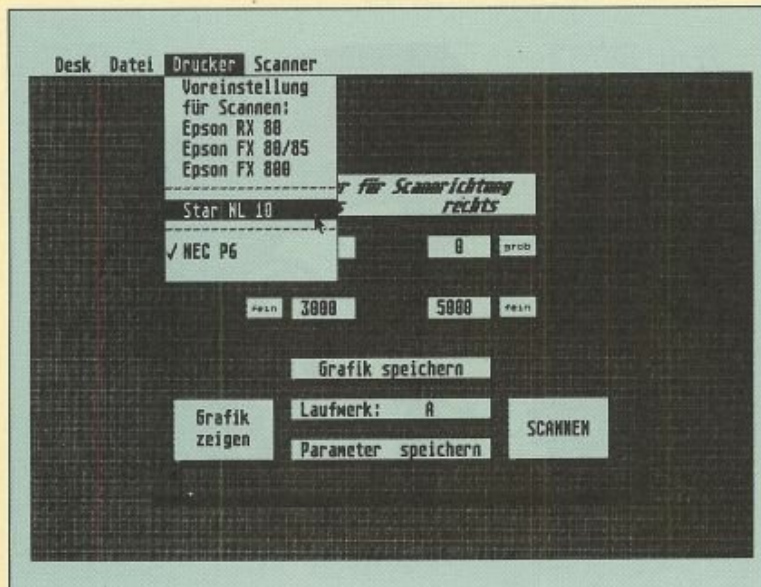 Desk Datei Drucker Scanner
Voreinstellung
für Scannen:
Epson RX 80
Epson FX 80/85
Epson FX 800
Star NL 10
✓ NEC P6
für Scannrichtung
rechts
0 grob
fein 3000 5000 fein
Grafik speichern
Grafik
zeigen
Laufwerk: A
Parameter speichern
SCANNEN